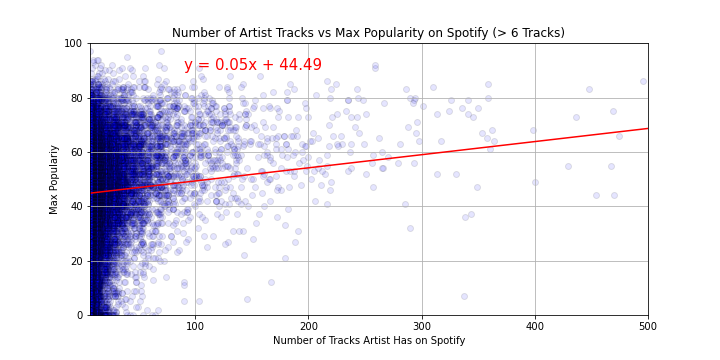 Number of Artist Tracks vs Max Popularity on Spotify (> 6 Tracks)
y = 0.05x + 44.49
Max Populariy
100
80
60
40
20
0
100
200
300
400
500
Number of Tracks Artist Has on Spotify